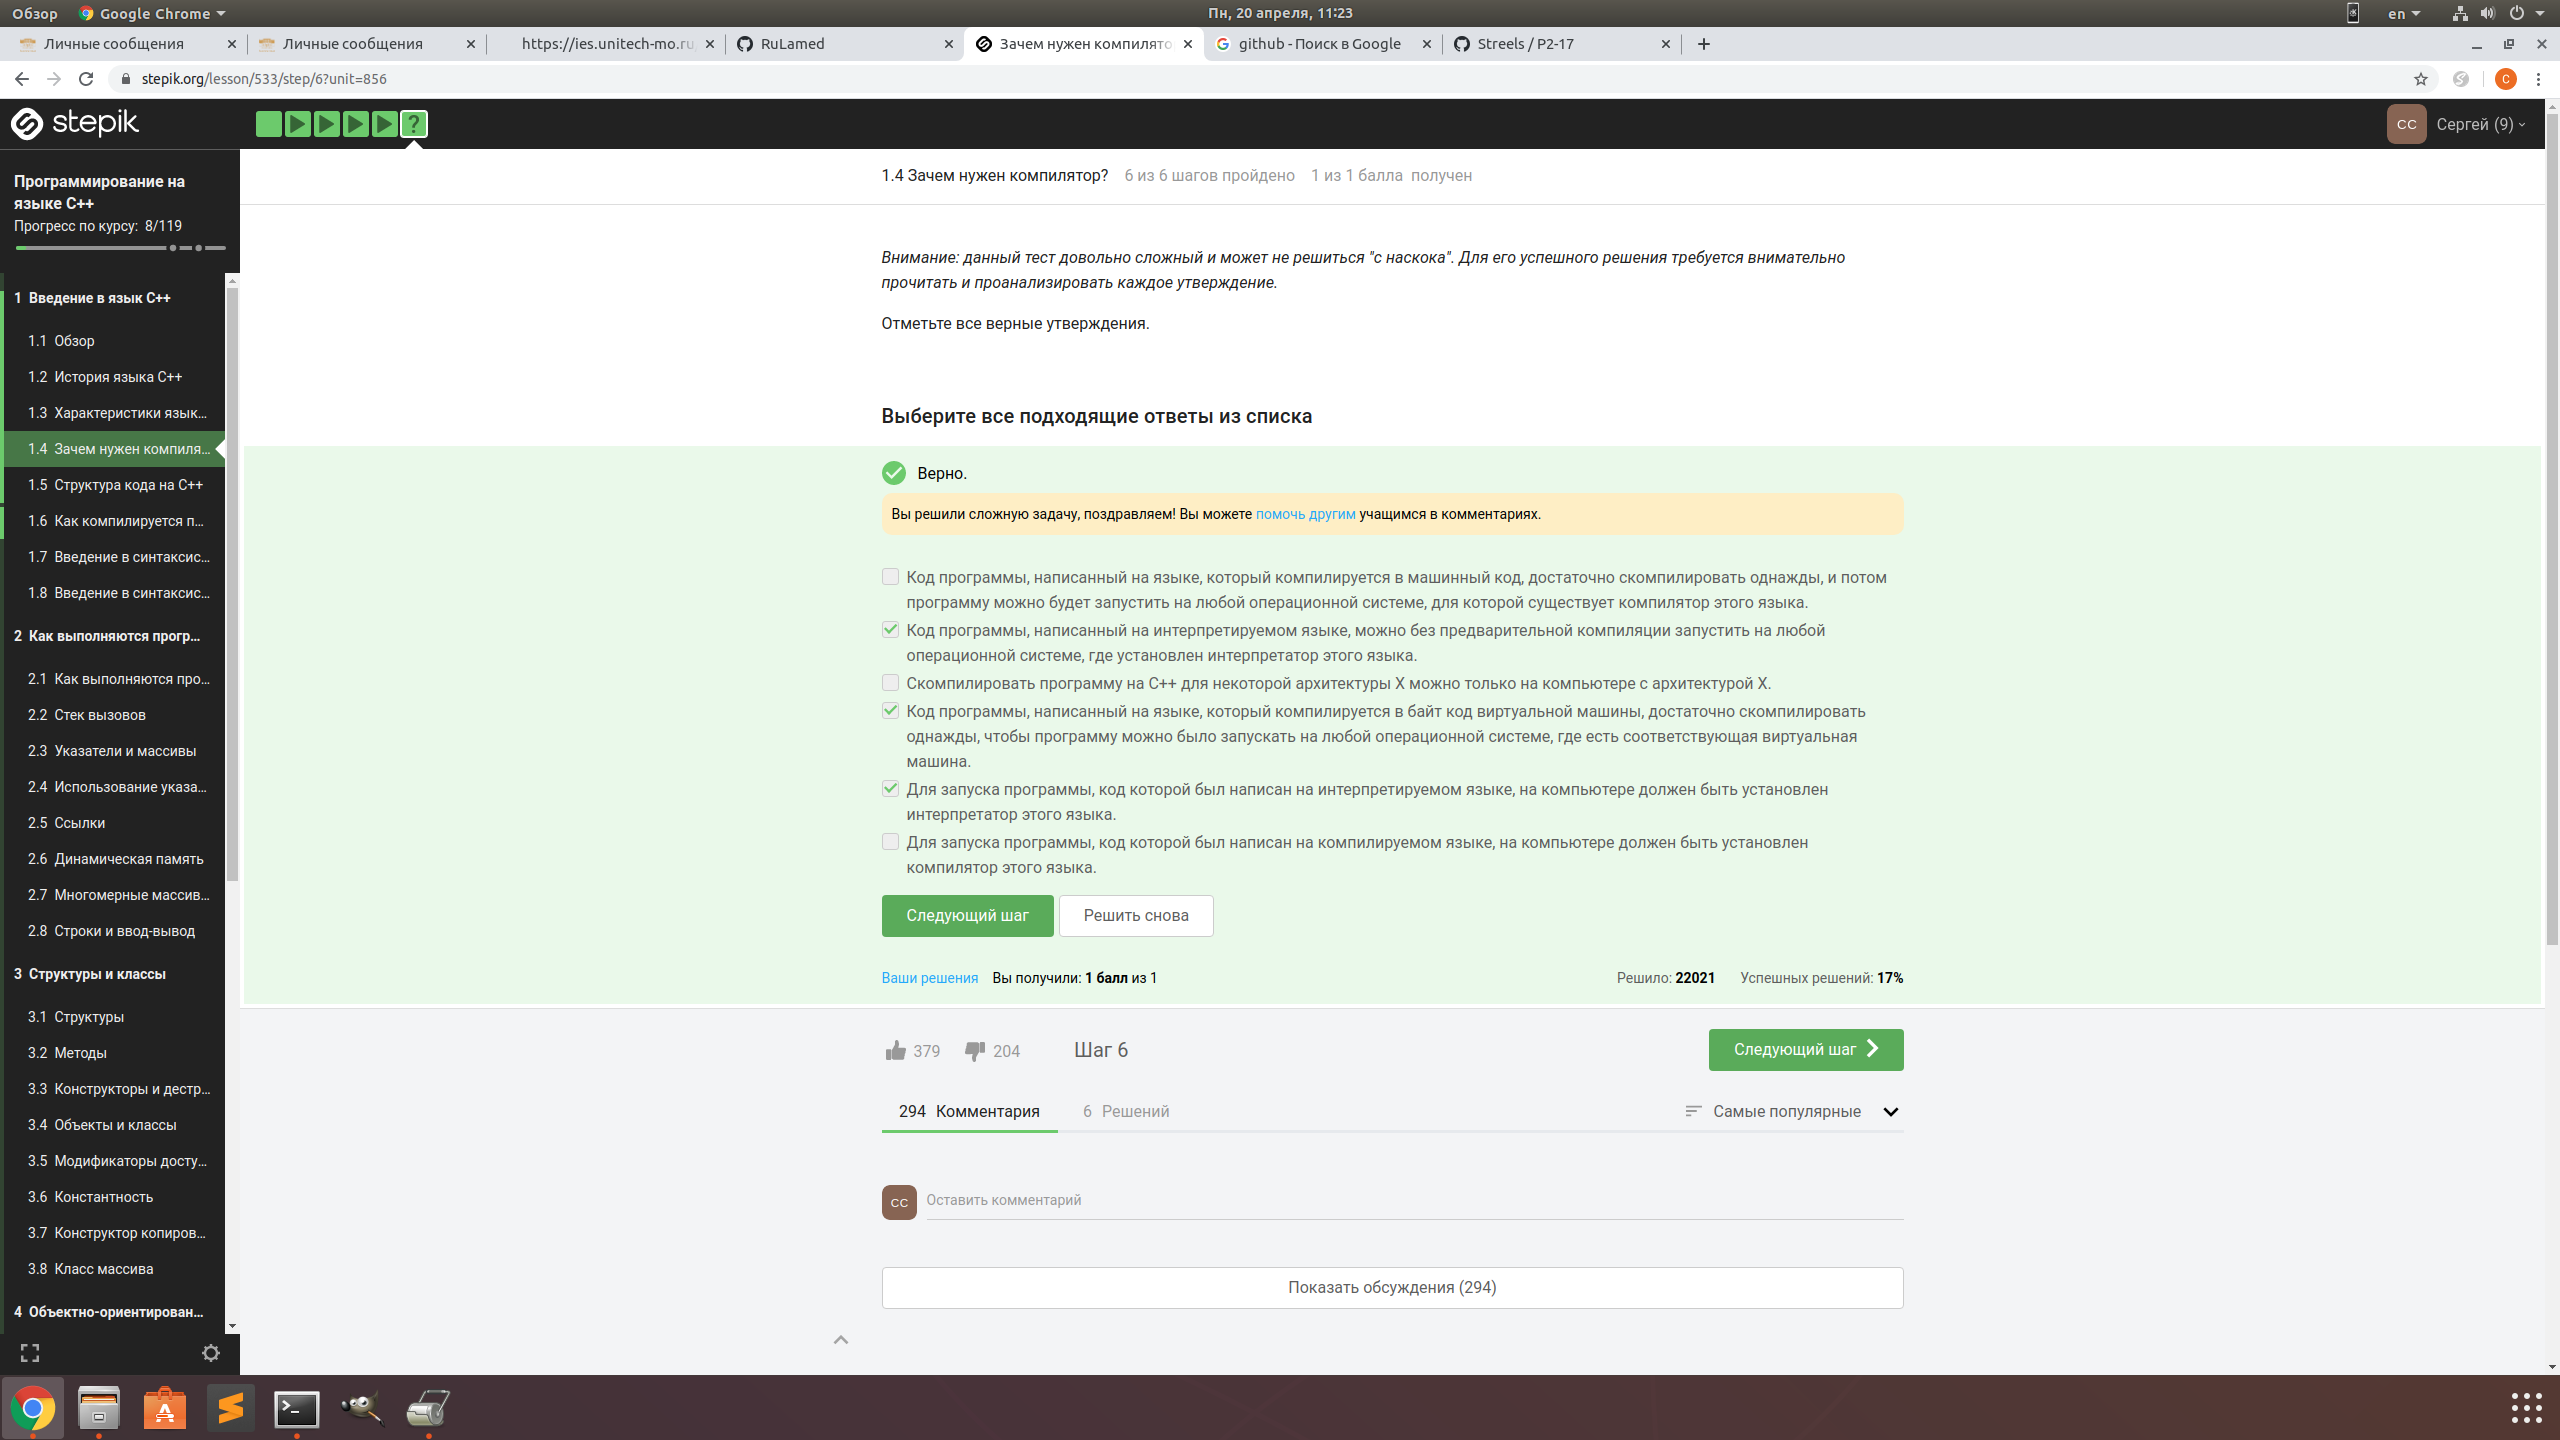 Обзор Google Chrome Пн, 20 апреля, 11:23 en
Личные сообщения Личные сообщения https://ies.unitech-mo.ru RuLamed Зачем нужен компилято github - Поиск в Google Streels / P2-17
stepik.org/lesson/533/step/6?unit=856 C
stepik ? CC Сергей (9)
Программирование на
языке C++
Прогресс по курсу: 8/119
1 Введение в язык C++
1.1 Обзор
1.2 История языка C++
1.3 Характеристики язык...
1.4 Зачем нужен компиля...
1.5 Структура кода на C++
1.6 Как компилируется п...
1.7 Введение в синтаксис...
1.8 Введение в синтаксис...
2 Как выполняются прогр...
2.1 Как выполняются про...
2.2 Стек вызовов
2.3 Указатели и массивы
2.4 Использование указа...
2.5 Ссылки
2.6 Динамическая память
2.7 Многомерные массив...
2.8 Строки и ввод-вывод
3 Структуры и классы
3.1 Структуры
3.2 Методы
3.3 Конструкторы и дестр...
3.4 Объекты и классы
3.5 Модификаторы досту...
3.6 Константность
3.7 Конструктор копиров...
3.8 Класс массива
4 Объектно-ориентирован...
1.4 Зачем нужен компилятор? 6 из 6 шагов пройдено 1 из 1 балла получен
Внимание: данный тест довольно сложный и может не решиться "с наскока". Для его успешного решения требуется внимательно
прочитать и проанализировать каждое утверждение.
Отметьте все верные утверждения.
Выберите все подходящие ответы из списка
Верно.
Вы решили сложную задачу, поздравляем! Вы можете помочь другим учащимся в комментариях.
Код программы, написанный на языке, который компилируется в машинный код, достаточно скомпилировать однажды, и потом
программу можно будет запустить на любой операционной системе, для которой существует компилятор этого языка.
Код программы, написанный на интерпретируемом языке, можно без предварительной компиляции запустить на любой
операционной системе, где установлен интерпретатор этого языка.
Скомпилировать программу на C++ для некоторой архитектуры X можно только на компьютере с архитектурой X.
Код программы, написанный на языке, который компилируется в байт код виртуальной машины, достаточно скомпилировать
однажды, чтобы программу можно было запускать на любой операционной системе, где есть соответствующая виртуальная
машина.
Для запуска программы, код которой был написан на интерпретируемом языке, на компьютере должен быть установлен
интерпретатор этого языка.
Для запуска программы, код которой был написан на компилируемом языке, на компьютере должен быть установлен
компилятор этого языка.
Следующий шаг Решить снова
Ваши решения Вы получили: 1 балл из 1 Решило: 22021 Успешных решений: 17%
379 204 Шаг 6 Следующий шаг
294 Комментария 6 Решений Самые популярные
CC Оставить комментарий
Показать обсуждения (294)